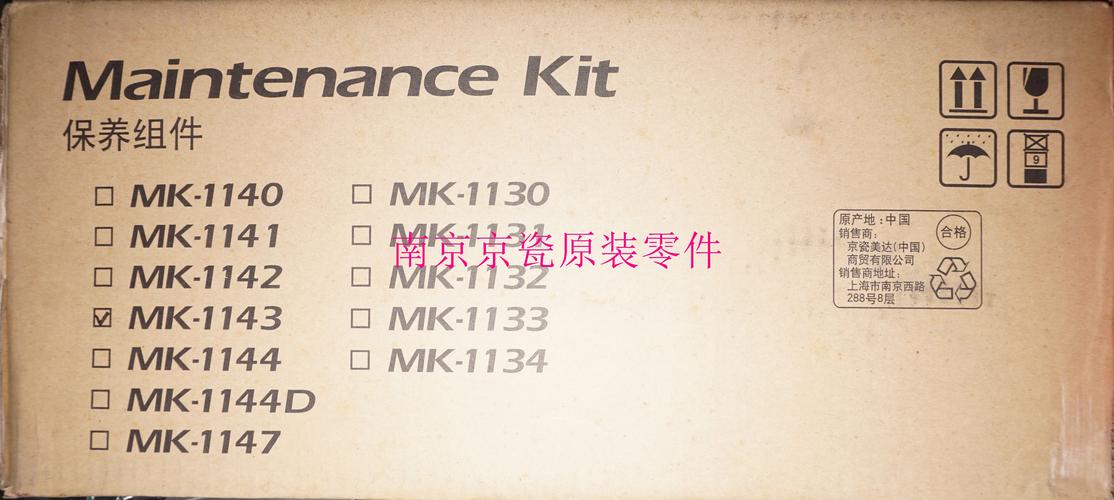 Maintenance Kit
保养组件
☐ MK-1140 ☐ MK-1130
☐ MK-1141 ☐ MK-1131
☐ MK-1142 ☐ MK-1132
☑ MK-1143 ☐ MK-1133
☐ MK-1144 ☐ MK-1134
☐ MK-1144D
☐ MK-1147
南京京瓷原装零件
9
原产地:中国
销售商:
京瓷美达(中国)
商贸有限公司
销售商地址:
上海市南京西路
288号8层
合格